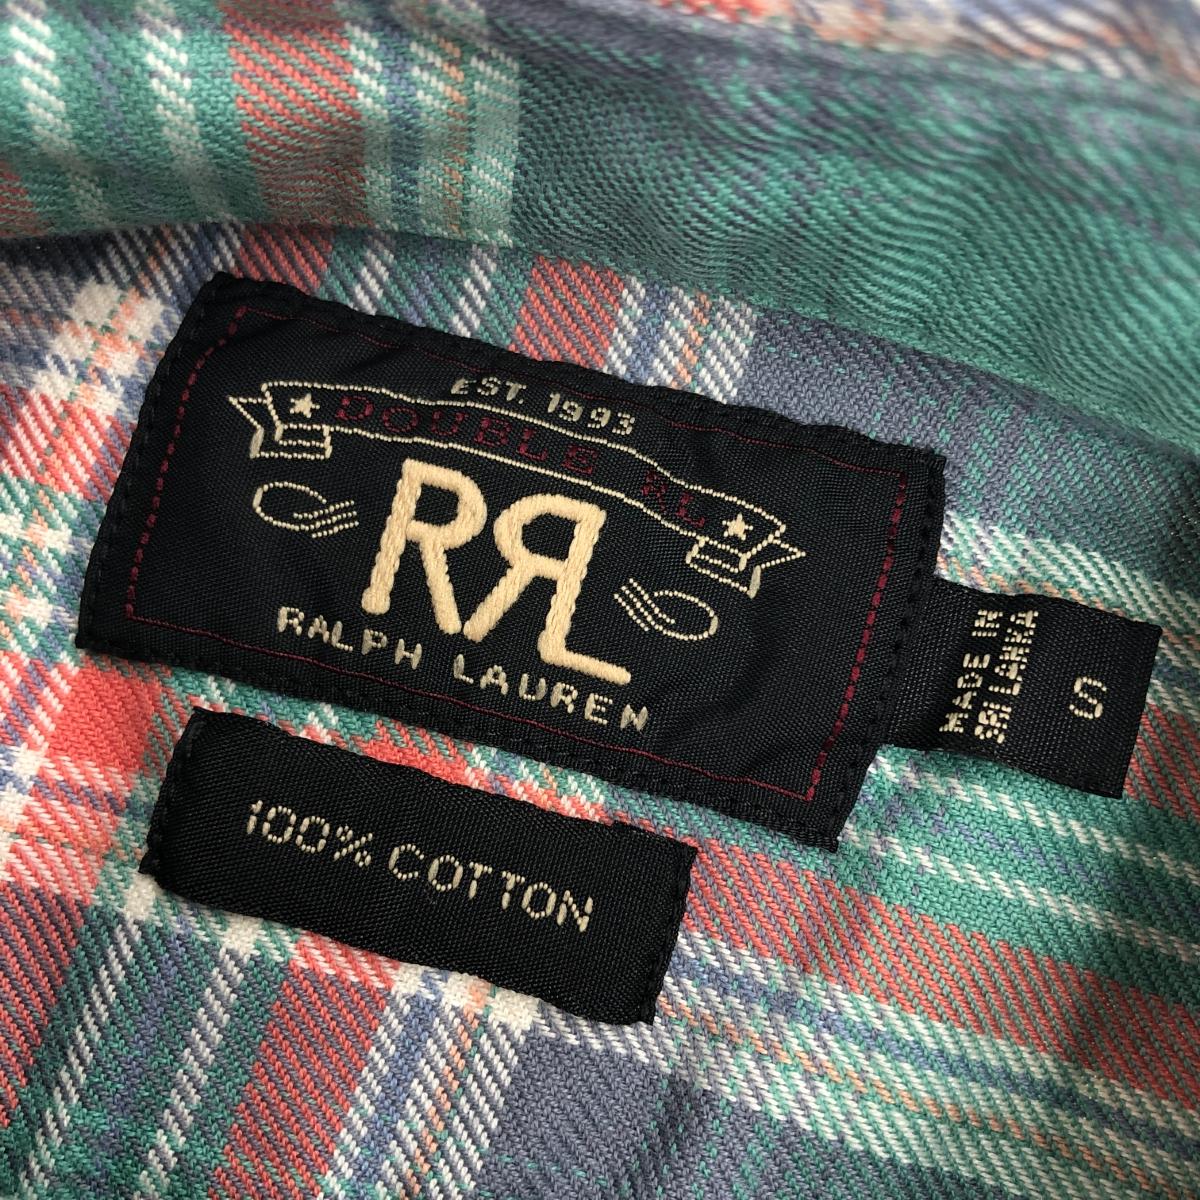 EST. 1993
DOUBLE RL
RRL
RALPH LAUREN
MADE IN
SRI LANKA
S
100% COTTON